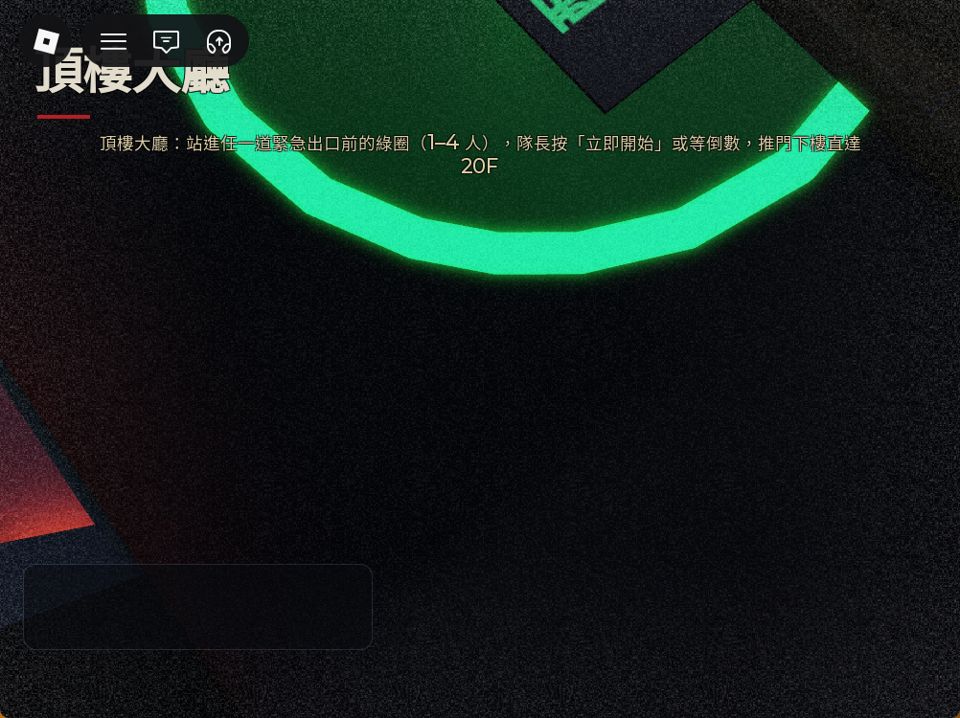 頂樓大廳
頂樓大廳：站進任一道緊急出口前的綠圈（1–4 人），隊長按「立即開始」或等倒數，推門下樓直達
20F